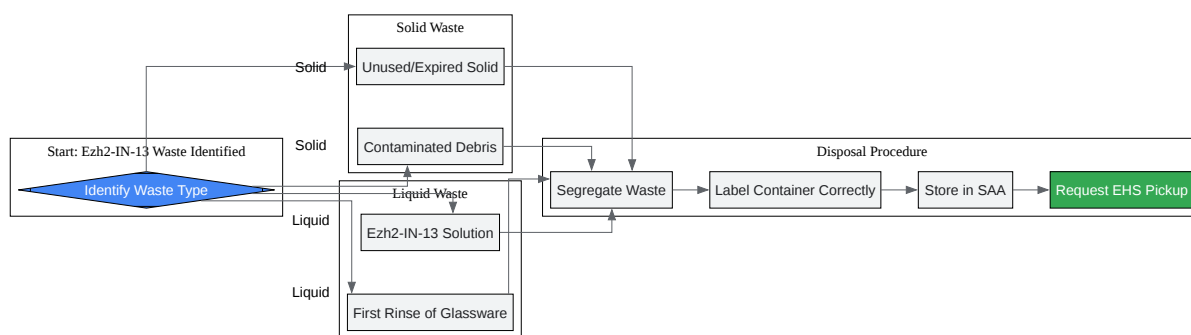 Solid Waste
Solid
Unused/Expired Solid
Solid
Contaminated Debris
Start: Ezh2-IN-13 Waste Identified
Identify Waste Type
Liquid Waste
Liquid
Ezh2-IN-13 Solution
Liquid
First Rinse of Glassware
Disposal Procedure
Segregate Waste
Label Container Correctly
Store in SAA
Request EHS Pickup